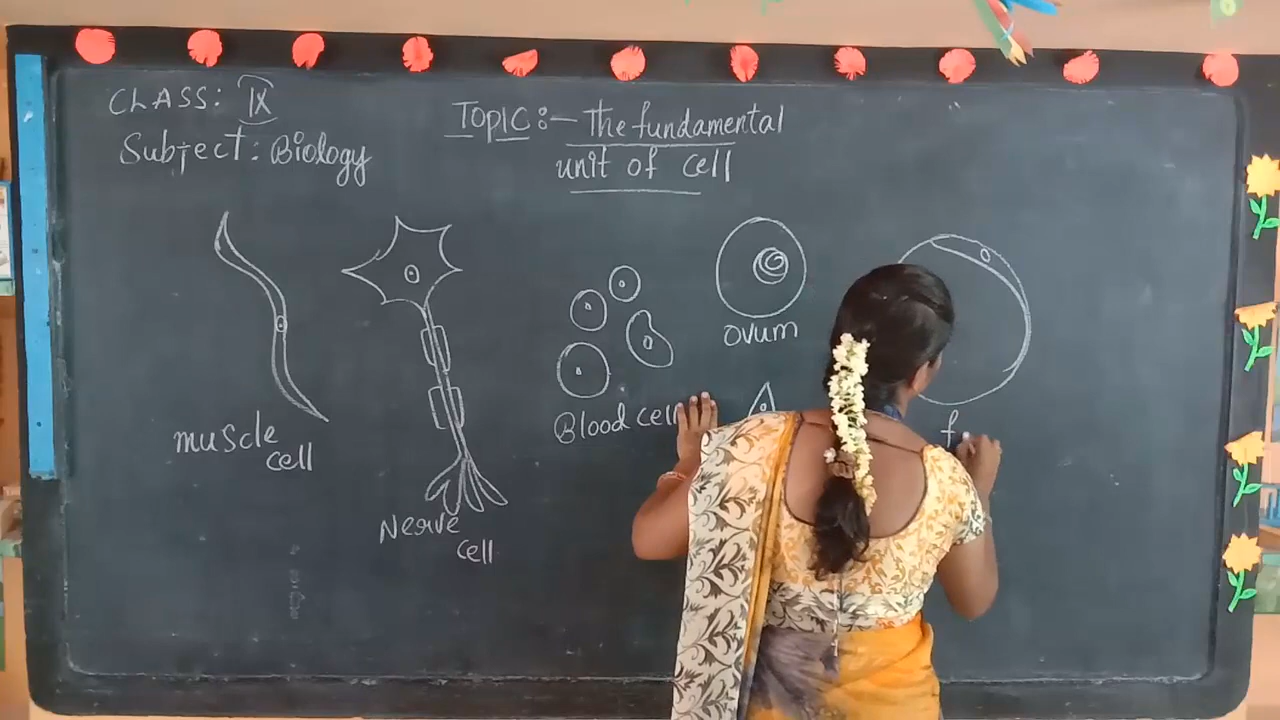 CLASS: IX
Subject: Biology
Topic:- The fundamental
unit of cell
muscle
cell
Nerve
cell
Blood cell
ovum
f